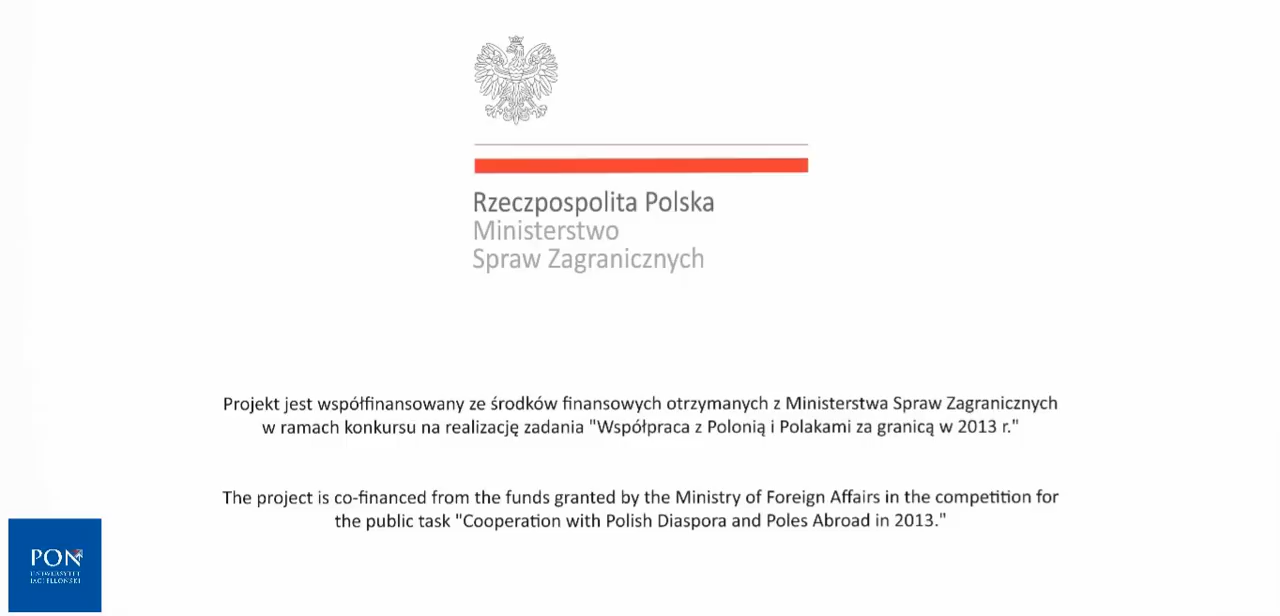 Rzeczpospolita Polska
Ministerstwo
Spraw Zagranicznych
Projekt jest współfinansowany ze środków finansowych otrzymanych z Ministerstwa Spraw Zagranicznych
w ramach konkursu na realizację zadania "Współpraca z Polonią i Polakami za granicą w 2013 r."
The project is co-financed from the funds granted by the Ministry of Foreign Affairs in the competition for
the public task "Cooperation with Polish Diaspora and Poles Abroad in 2013."
PON
UNIWERSYTET
JAGIELLOŃSKI